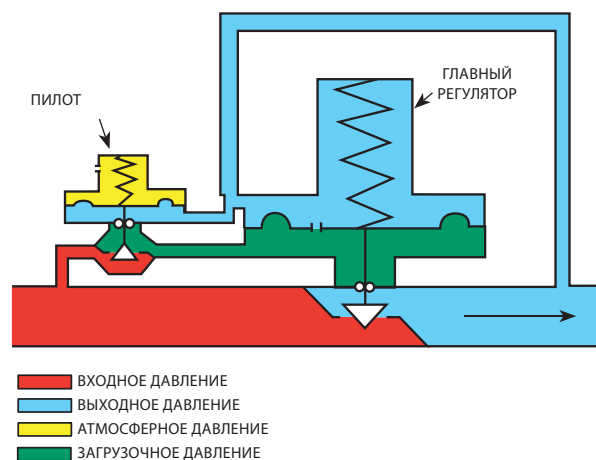 ГЛАВНЫЙ
РЕГУЛЯТОР
ПИЛОТ
ВХОДНОЕ ДАВЛЕНИЕ
ВЫХОДНОЕ ДАВЛЕНИЕ
АТМОСФЕРНОЕ ДАВЛЕНИЕ
ЗАГРУЗОЧНОЕ ДАВЛЕНИЕ